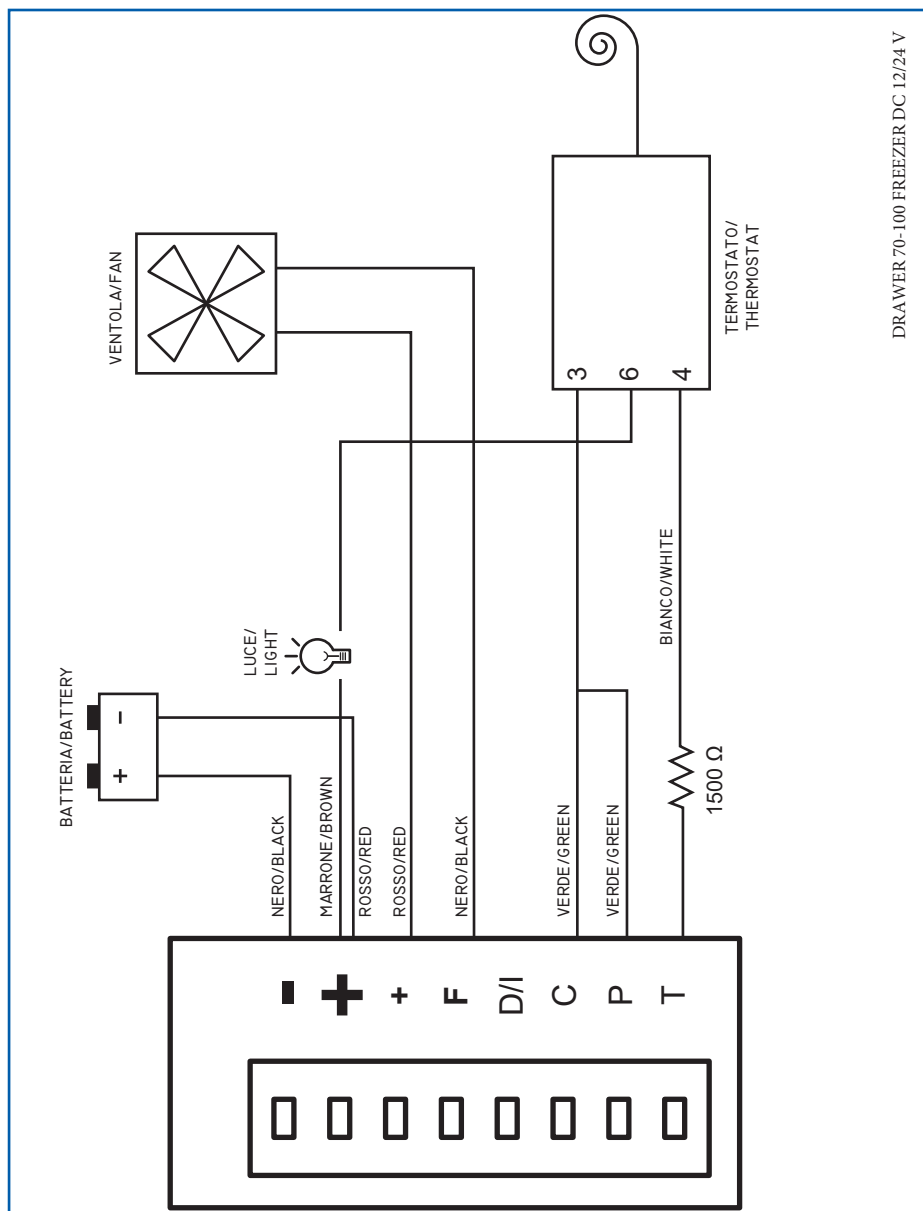 DRAWER 70-100 FREEZER DC 12/24 V
BATTERIA/BATTERY
+
-
VENTOLA/FAN
LUCE/
LIGHT
TERMOSTATO/
THERMOSTAT
3
6
4
NERO/BLACK
MARRONE/BROWN
ROSSO/RED
ROSSO/RED
NERO/BLACK
VERDE/GREEN
VERDE/GREEN
BIANCO/WHITE
1500 Ω
-
+
+
F
D/I
C
P
T